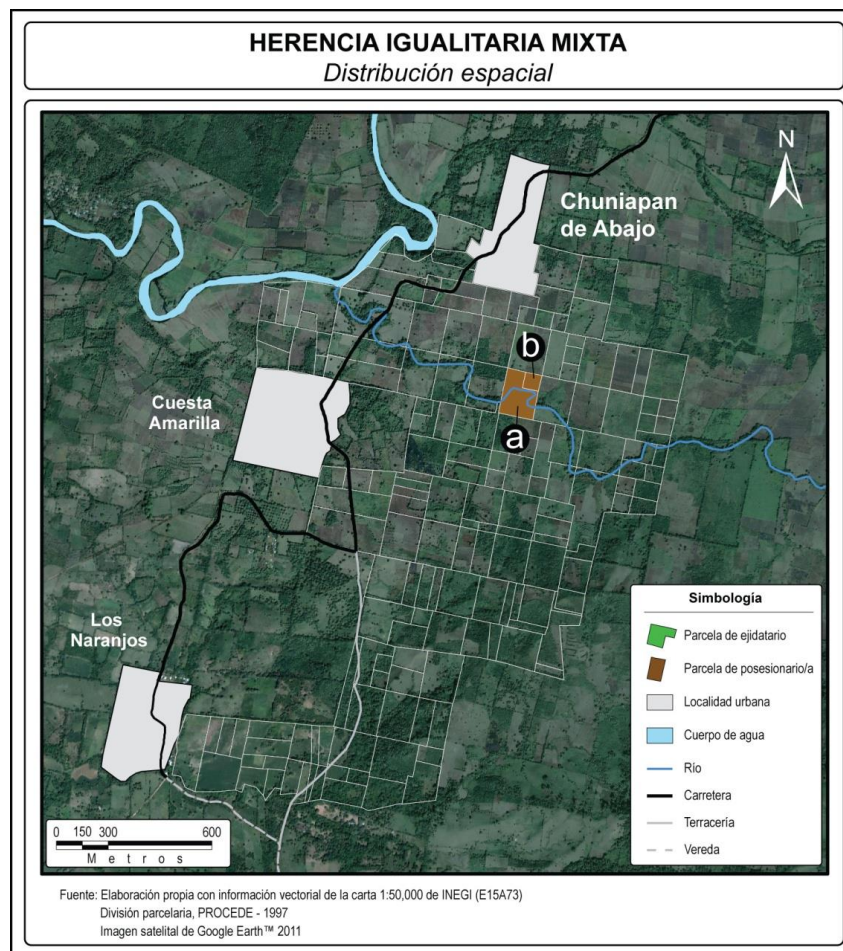 HERENCIA IGUALITARIA MIXTA
Distribución espacial
N
Chuniapan
de Abajo
b
Cuesta
Amarilla
a
Los
Naranjos
Simbología
Parcela de ejidatario
Parcela de posesionario/a
Localidad urbana
Cuerpo de agua
Río
Carretera
Terracería
Vereda
0 150 300 600
Metros
Fuente: Elaboración propia con información vectorial de la carta 1:50,000 de INEGI (E15A73)
División parcelaria, PROCEDE - 1997
Imagen satelital de Google Earth™ 2011